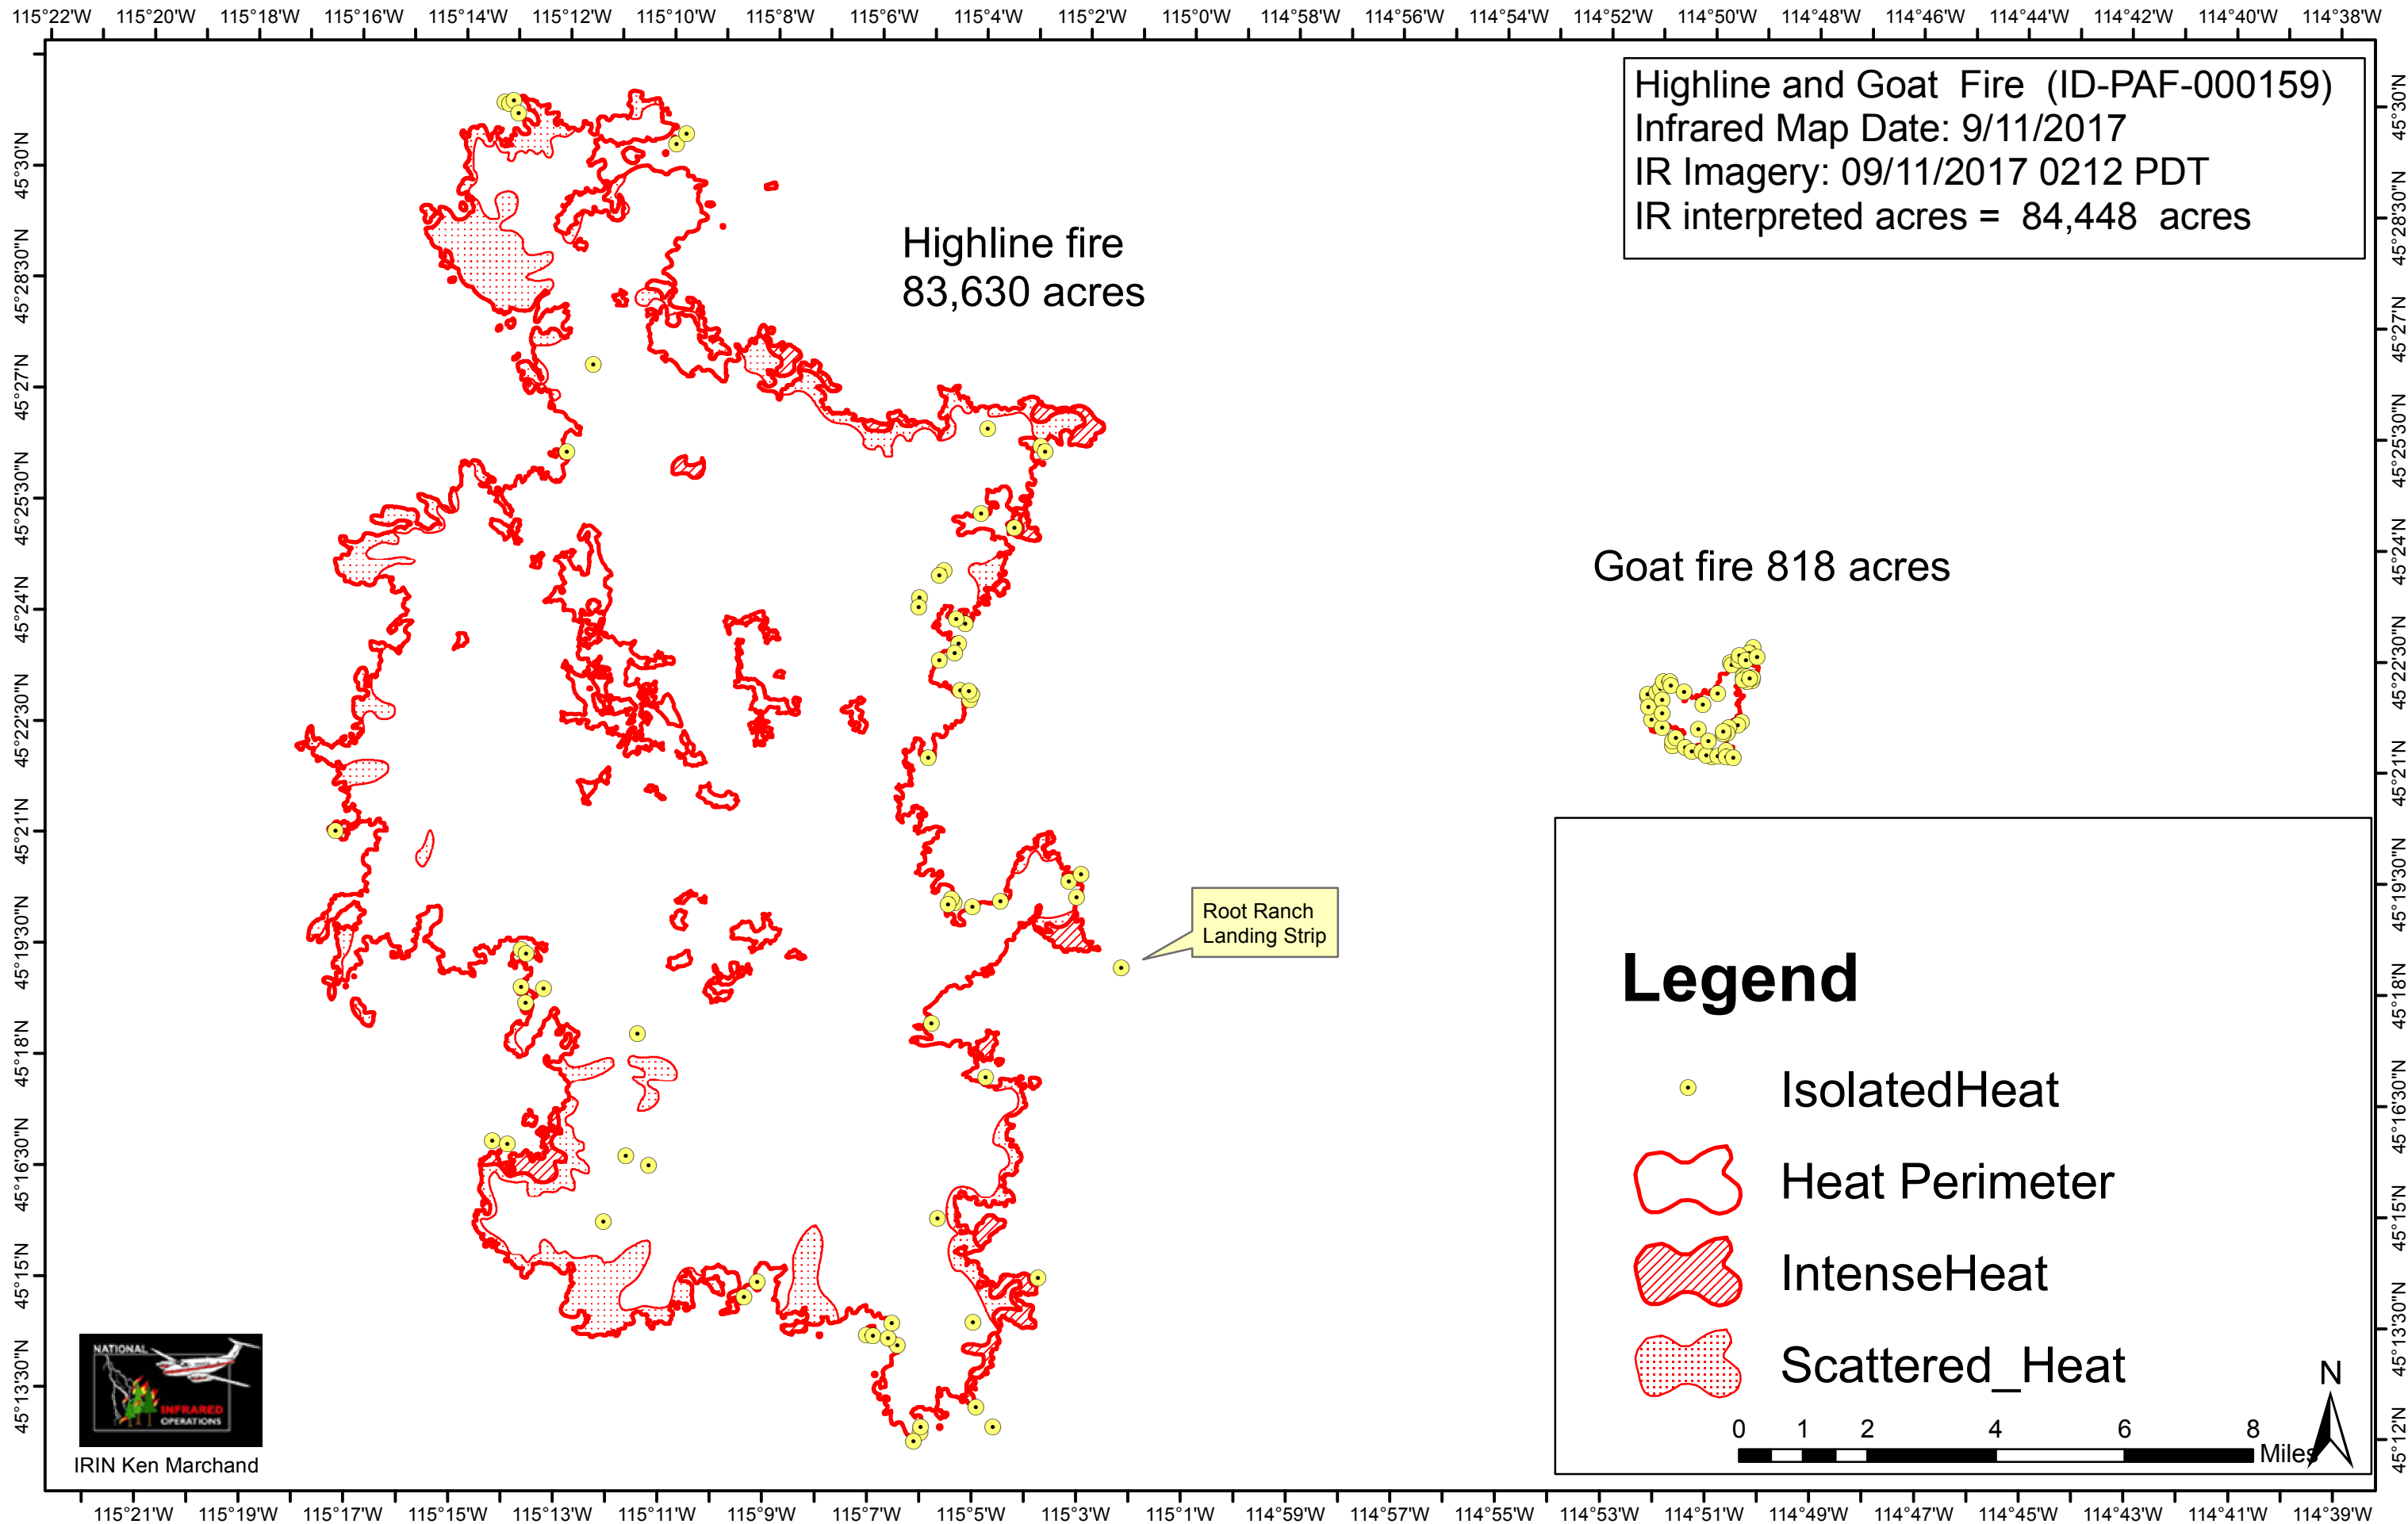 115°22'W 115°20'W 115°18'W 115°16'W 115°14'W 115°12'W 115°10'W 115°8'W 115°6'W 115°4'W 115°2'W 115°0'W 114°58'W 114°56'W 114°54'W 114°52'W 114°50'W 114°48'W 114°46'W 114°44'W 114°42'W 114°40'W 114°38'W
Highline and Goat Fire (ID-PAF-000159)
Infrared Map Date: 9/11/2017
IR Imagery: 09/11/2017 0212 PDT
IR interpreted acres = 84,448 acres
Highline fire
83,630 acres
Goat fire 818 acres
Root Ranch
Landing Strip
Legend
IsolatedHeat
Heat Perimeter
IntenseHeat
Scattered_Heat
N
0 1 2 4 6 8
Miles
NATIONAL
INFRARED
OPERATIONS
IRIN Ken Marchand
45°30'N
45°28'30"N
45°27'N
45°25'30"N
45°24'N
45°22'30"N
45°21'N
45°19'30"N
45°18'N
45°16'30"N
45°15'N
45°13'30"N
45°30'N
45°28'30"N
45°27'N
45°25'30"N
45°24'N
45°22'30"N
45°21'N
45°19'30"N
45°18'N
45°16'30"N
45°15'N
45°13'30"N
45°12'N
115°21'W 115°19'W 115°17'W 115°15'W 115°13'W 115°11'W 115°9'W 115°7'W 115°5'W 115°3'W 115°1'W 114°59'W 114°57'W 114°55'W 114°53'W 114°51'W 114°49'W 114°47'W 114°45'W 114°43'W 114°41'W 114°39'W